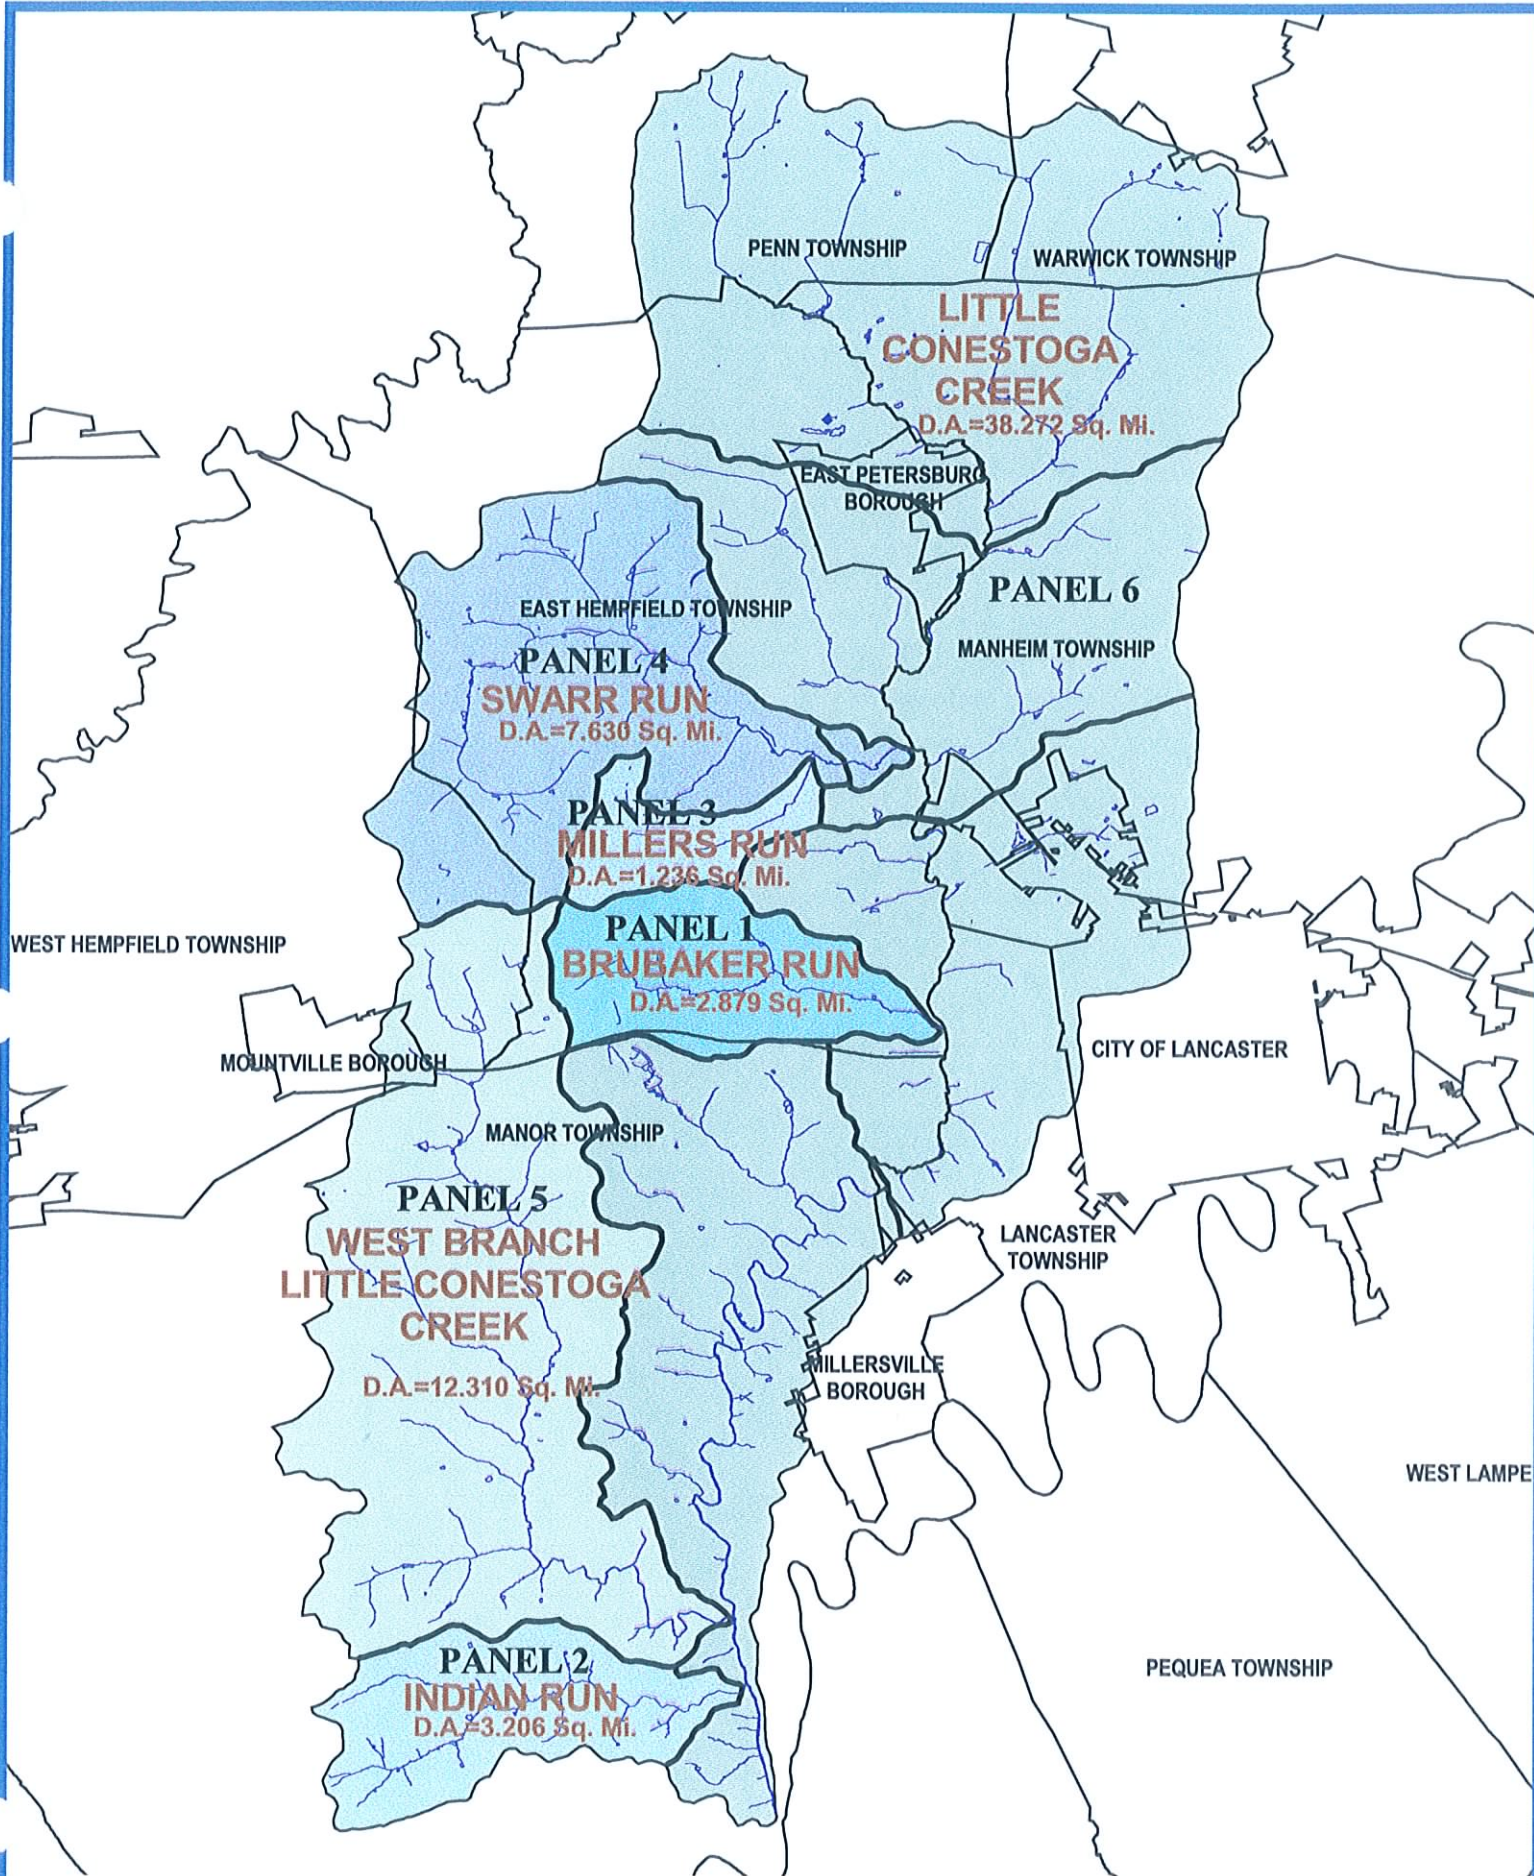 PENN TOWNSHIP
WARWICK TOWNSHIP
LITTLE
CONESTOGA
CREEK
D.A.=38.272 Sq. Mi.
EAST PETERSBURG
BOROUGH
PANEL 6
EAST HEMPFIELD TOWNSHIP
MANHEIM TOWNSHIP
PANEL 4
SWARR RUN
D.A.=7.630 Sq. Mi.
PANEL 3
MILLERS RUN
D.A.=1.236 Sq. Mi.
PANEL 1
WEST HEMPFIELD TOWNSHIP
BRUBAKER RUN
D.A.=2.879 Sq. Mi.
CITY OF LANCASTER
MOUNTVILLE BOROUGH
MANOR TOWNSHIP
PANEL 5
WEST BRANCH
LITTLE CONESTOGA
CREEK
D.A.=12.310 Sq. Mi.
LANCASTER
TOWNSHIP
MILLERSVILLE
BOROUGH
WEST LAMPE
PANEL 2
INDIAN RUN
D.A.=3.206 Sq. Mi.
PEQUEA TOWNSHIP